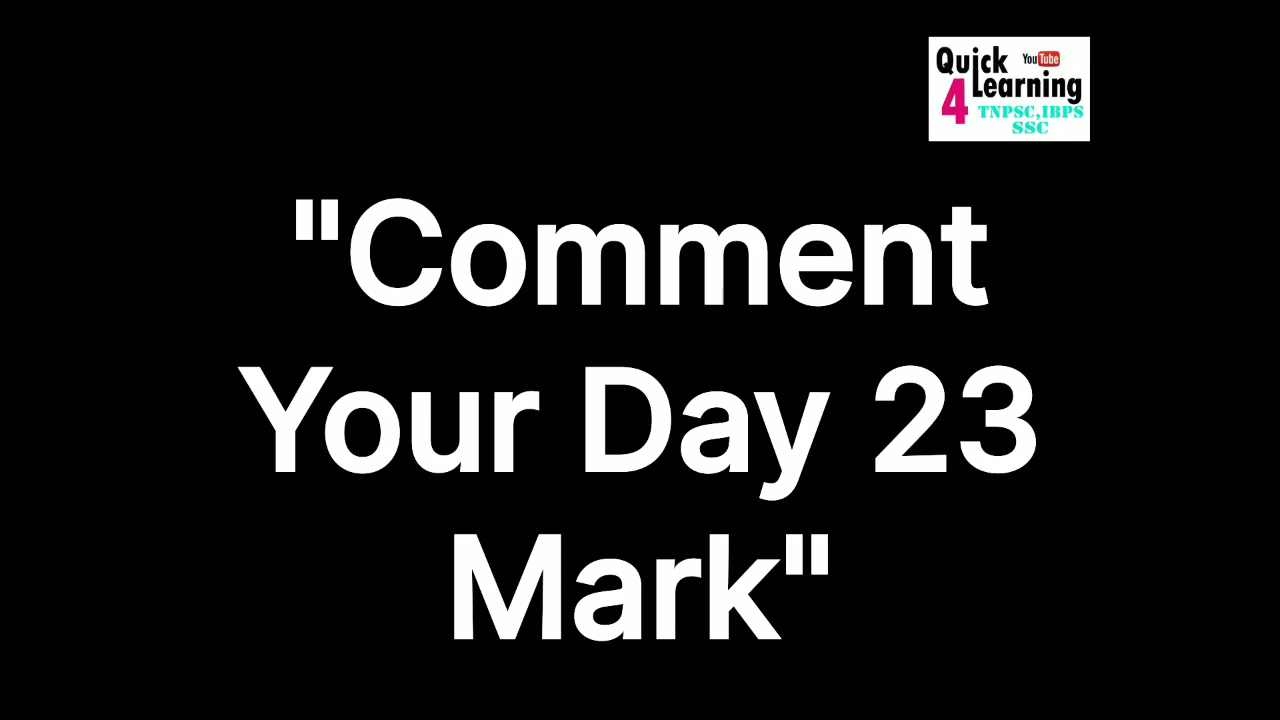 Quick YouTube
4 Learning
TNPSC,IBPS
SSC
"Comment
Your Day 23
Mark"